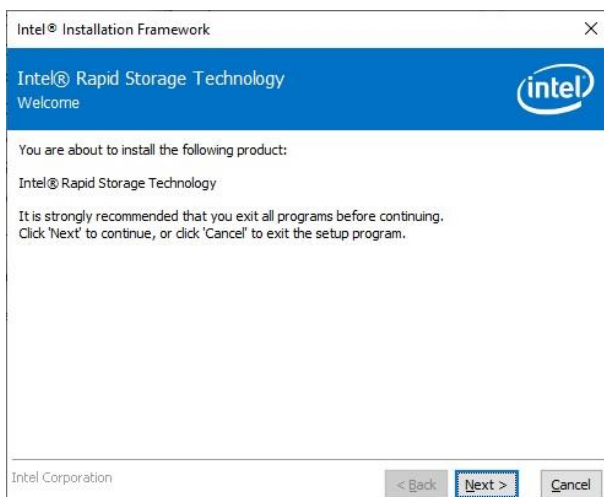 Intel® Installation Framework
Intel® Rapid Storage Technology
Welcome
intel
You are about to install the following product:
Intel® Rapid Storage Technology
It is strongly recommended that you exit all programs before continuing.
Click 'Next' to continue, or click 'Cancel' to exit the setup program.
Intel Corporation
< Back Next > Cancel